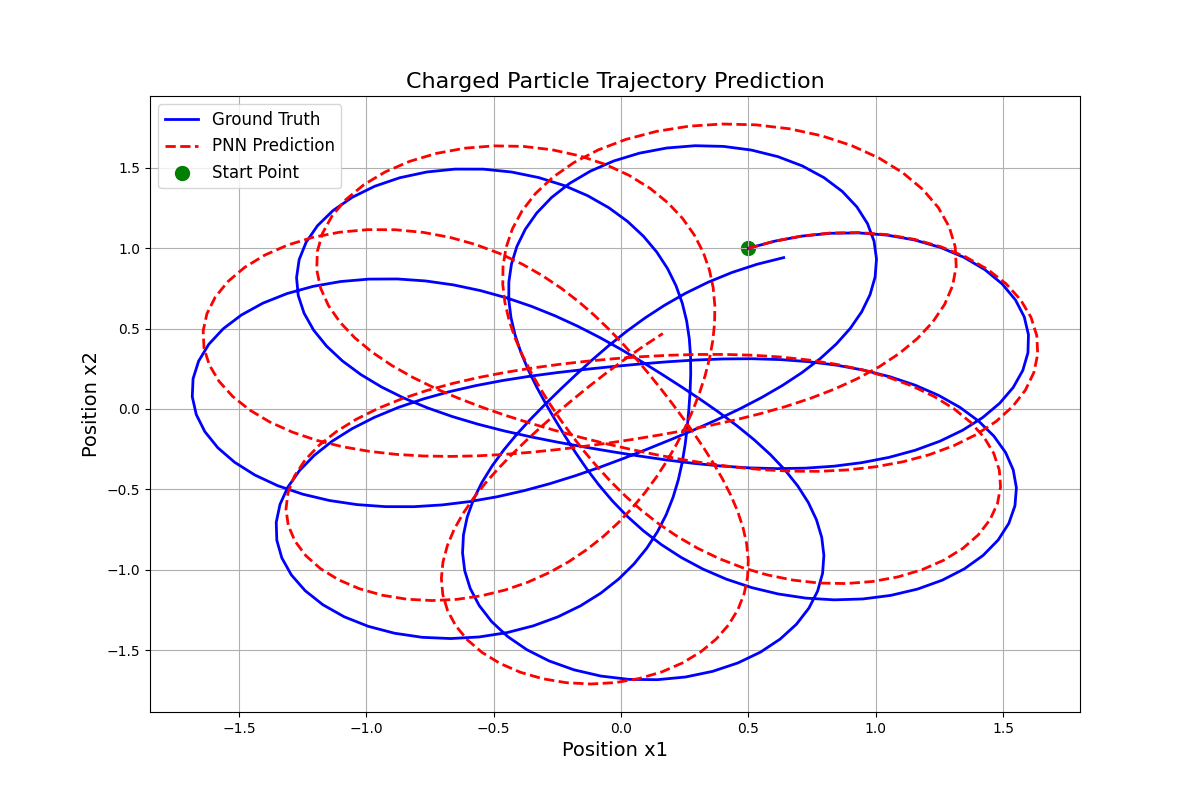 Charged Particle Trajectory Prediction
Ground Truth
PNN Prediction
Start Point
1.5
1.0
0.5
0.0
−0.5
−1.0
−1.5
Position x2
−1.5 −1.0 −0.5 0.0 0.5 1.0 1.5
Position x1